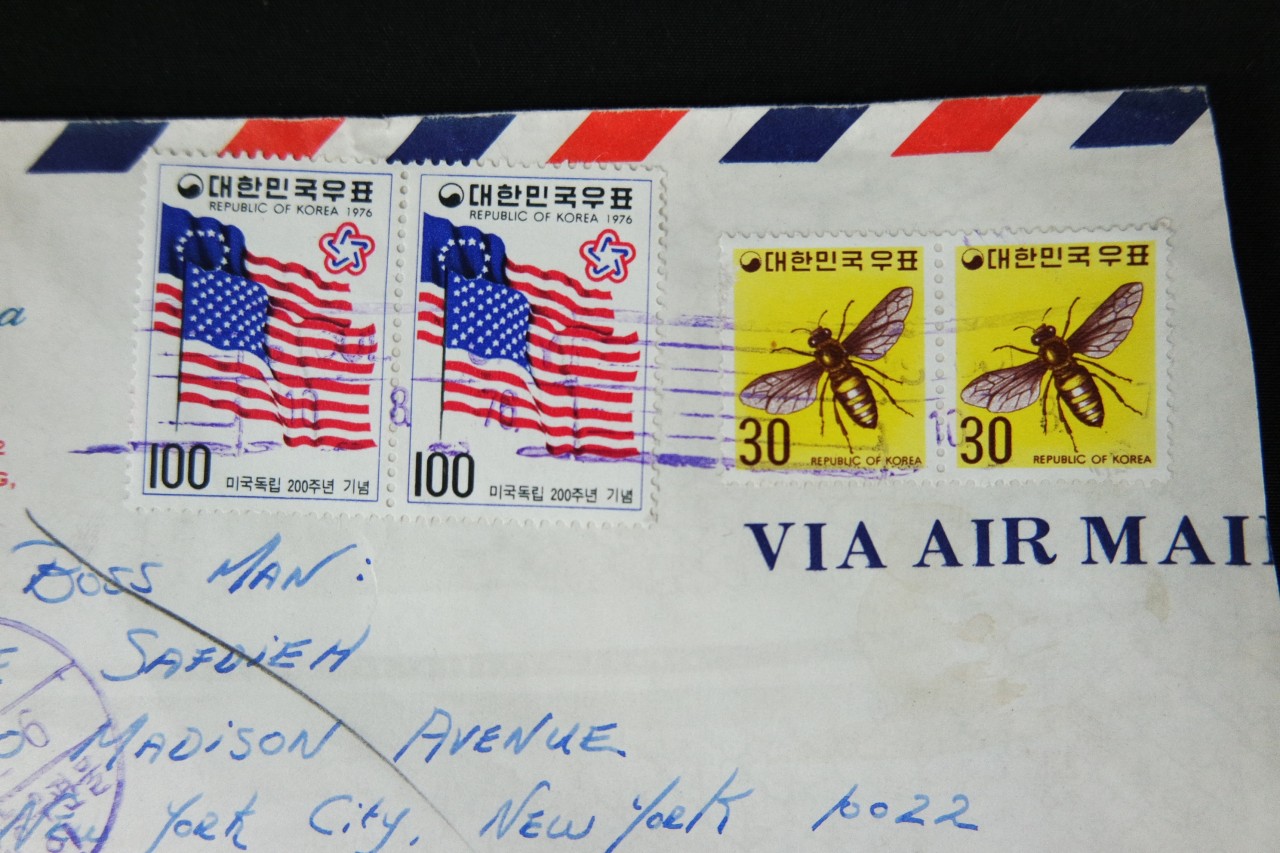 대한민국우표
REPUBLIC OF KOREA 1976
100
미국독립 200주년 기념
대한민국우표
REPUBLIC OF KOREA 1976
100
미국독립 200주년 기념
대한민국우표
30
REPUBLIC OF KOREA
대한민국우표
30
REPUBLIC OF KOREA
VIA AIR MAI
BOSS MAN:
SAFDIEH
MADISON AVENUE
NEW YORK CITY, NEW YORK 10022